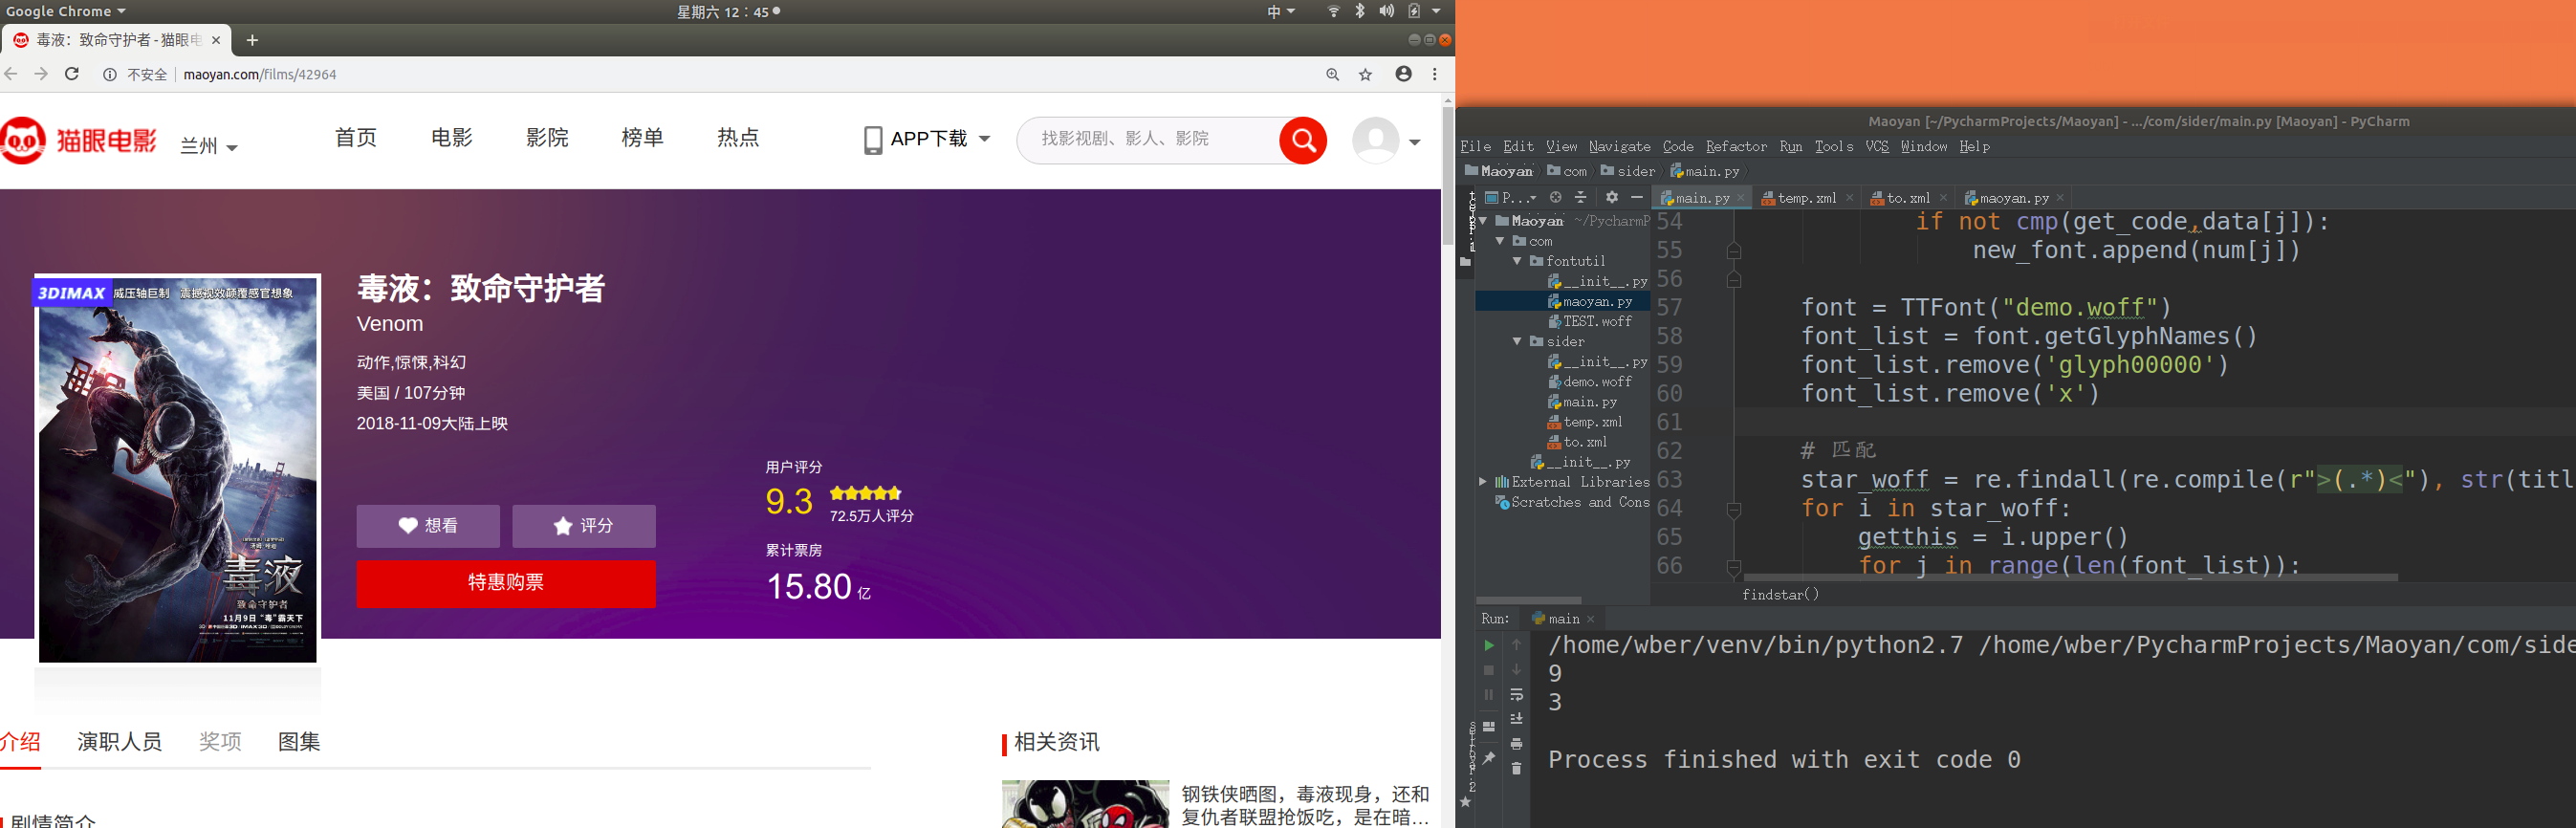 Google Chrome
星期六 12：45
中
毒液：致命守护者 - 猫眼电
不安全
maoyan.com/films/42964
猫眼电影
兰州
首页
电影
影院
榜单
热点
APP下载
找影视剧、影人、影院
3DIMAX
威压轴巨制 震撼视效颠覆感官想象
毒液
致命守护者
11月9日 “毒”霸天下
毒液：致命守护者
Venom
动作,惊悚,科幻
美国 / 107分钟
2018-11-09大陆上映
想看
评分
特惠购票
用户评分
9.3
72.5万人评分
累计票房
15.80 亿
介绍
演职人员
奖项
图集
剧情简介
相关资讯
钢铁侠晒图，毒液现身，还和
复仇者联盟抢饭吃，是在暗...
Maoyan [~/PycharmProjects/Maoyan] - .../com/sider/main.py [Maoyan] - PyCharm
File Edit View Navigate Code Refactor Run Tools VCS Window Help
Maoyan com sider main.py
P...
main.py temp.xml to.xml maoyan.py
Maoyan ~/PycharmP
com
fontutil
__init__.py
maoyan.py
TEST.woff
sider
__init__.py
demo.woff
main.py
temp.xml
to.xml
__init__.py
External Libraries
Scratches and Cons
54 if not cmp(get_code,data[j]):
55 new_font.append(num[j])
56
57 font = TTFont("demo.woff")
58 font_list = font.getGlyphNames()
59 font_list.remove('glyph00000')
60 font_list.remove('x')
61
62 # 匹配
63 star_woff = re.findall(re.compile(r">(.*)<"), str(titl
64 for i in star_woff:
65 getthis = i.upper()
66 for j in range(len(font_list)):
findstar()
Run: main
/home/wber/venv/bin/python2.7 /home/wber/PycharmProjects/Maoyan/com/side
9
3
Process finished with exit code 0